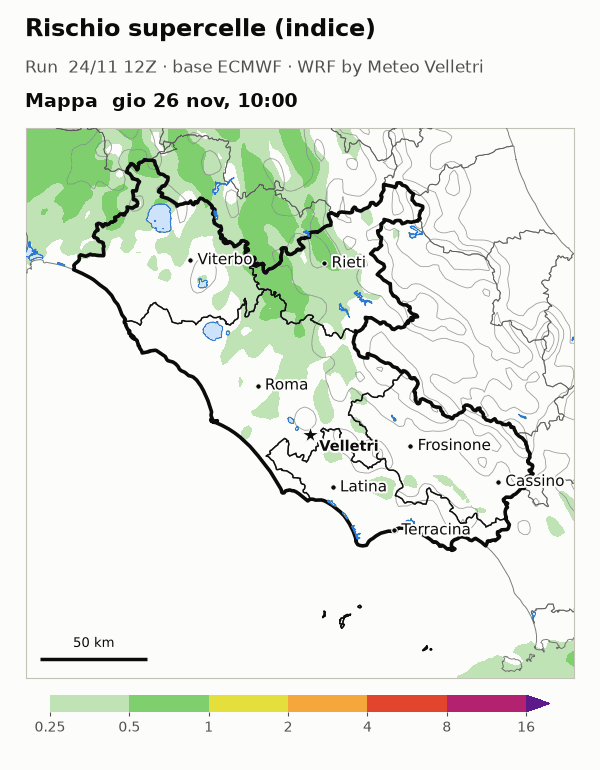 Rischio supercelle (indice)
Run  24/11 12Z · base ECMWF · WRF by Meteo Velletri
Mappa  gio 26 nov, 10:00
Viterbo
Rieti
Roma
Velletri
Frosinone
Latina
Cassino
Terracina
50 km
0.25 0.5 1 2 4 8 16